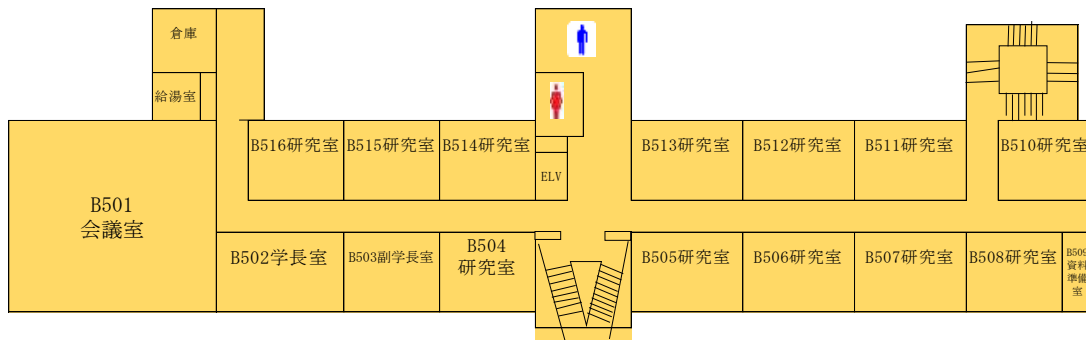 倉庫
給湯室
B516研究室
B515研究室
B514研究室
B513研究室
B512研究室
B511研究室
B510研究室
ELV
B501
会議室
B502学長室
B503副学長室
B504
研究室
B505研究室
B506研究室
B507研究室
B508研究室
B509
資料
準備
室